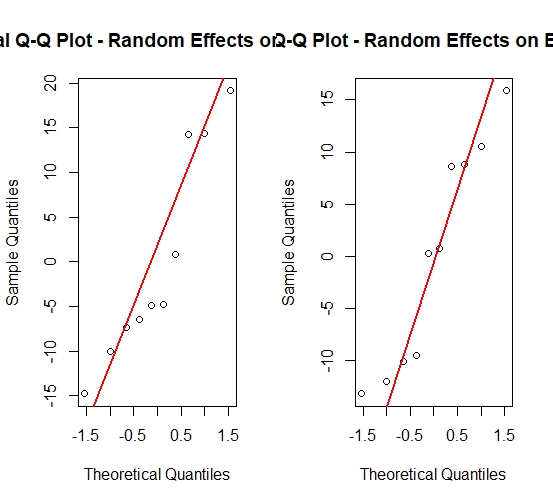 al Q-Q Plot - Random Effects on
Q-Q Plot - Random Effects on E
20
15
10
5
0
-5
-10
-15
Sample Quantiles
-1.5 -0.5 0.5 1.5
Theoretical Quantiles
15
10
5
0
-5
-10
Sample Quantiles
-1.5 -0.5 0.5 1.5
Theoretical Quantiles